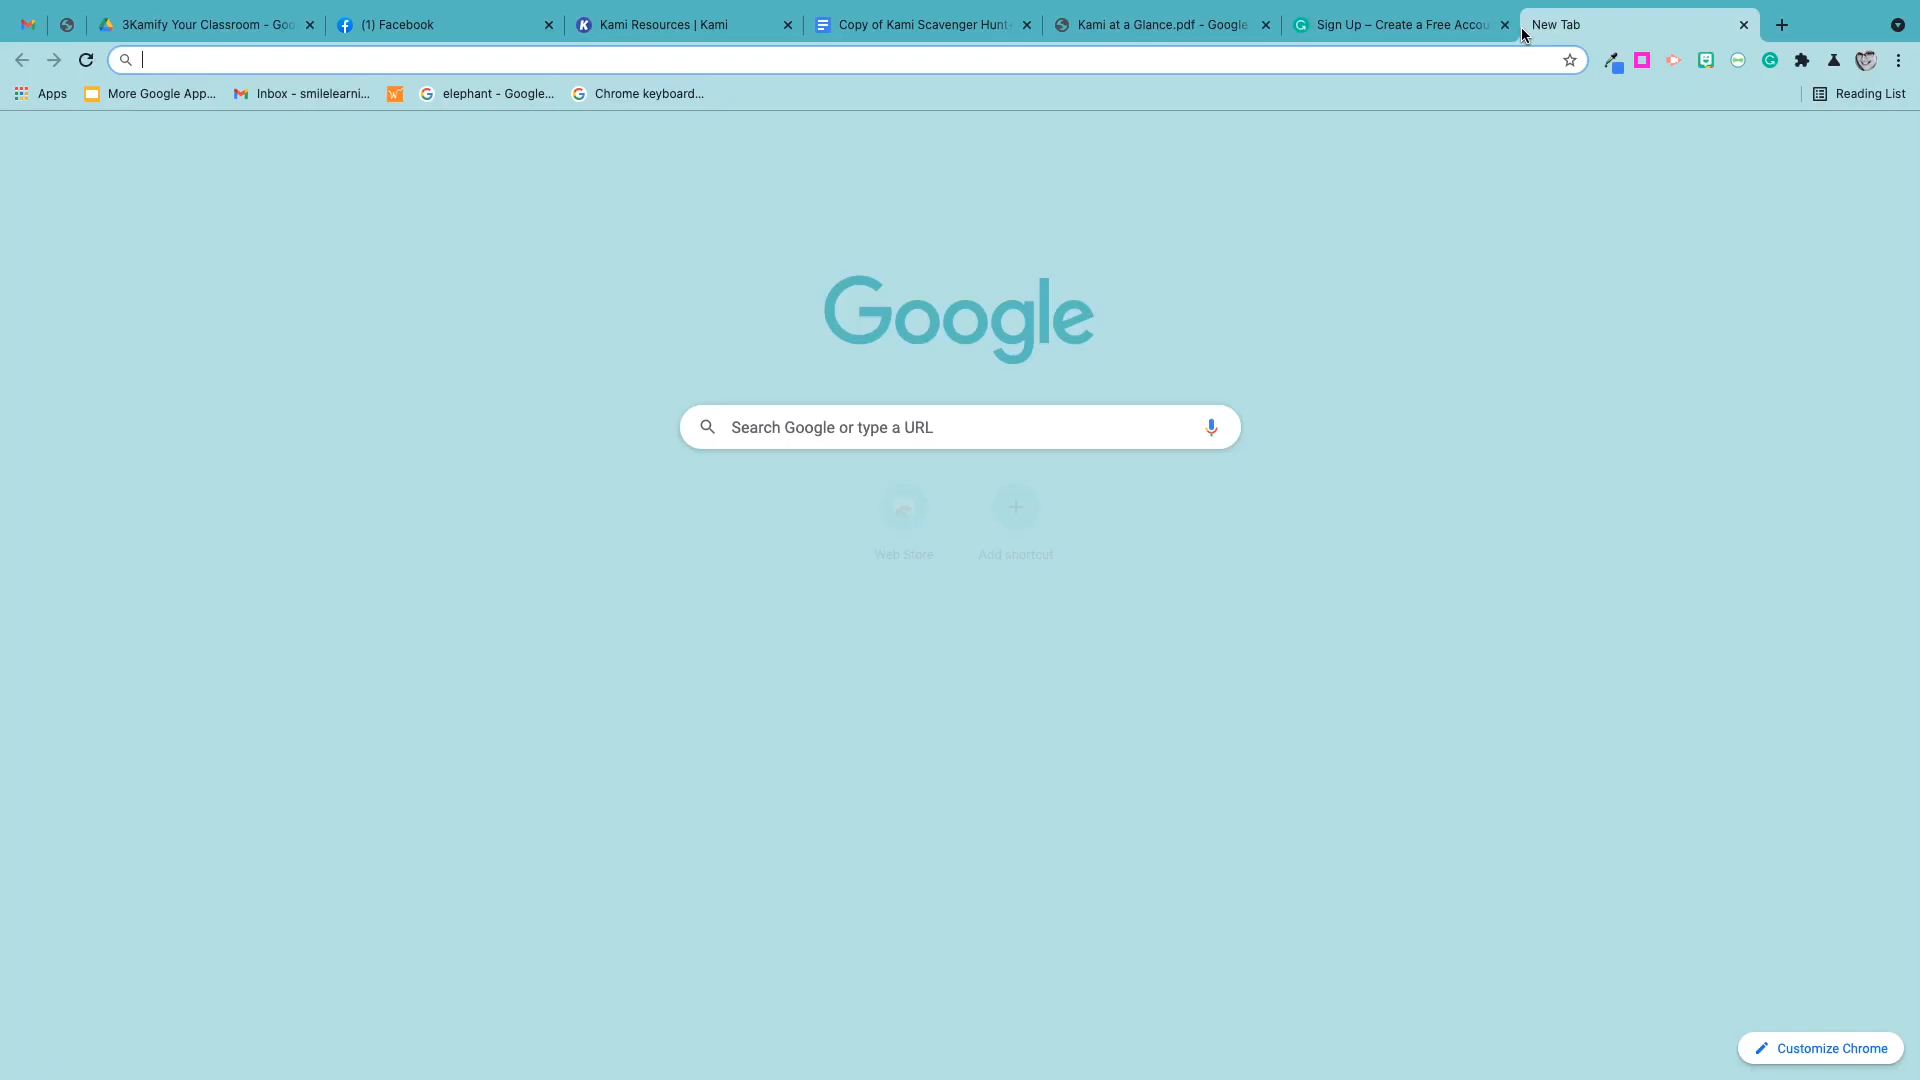 3Kamify Your Classroom - Goo
(1) Facebook
Kami Resources | Kami
Copy of Kami Scavenger Hunt-
Kami at a Glance.pdf - Google
Sign Up – Create a Free Accou
New Tab
Apps
More Google App...
Inbox - smilelearni...
elephant - Google...
Chrome keyboard...
Reading List
Google
Search Google or type a URL
Web Store
Add shortcut
Customize Chrome